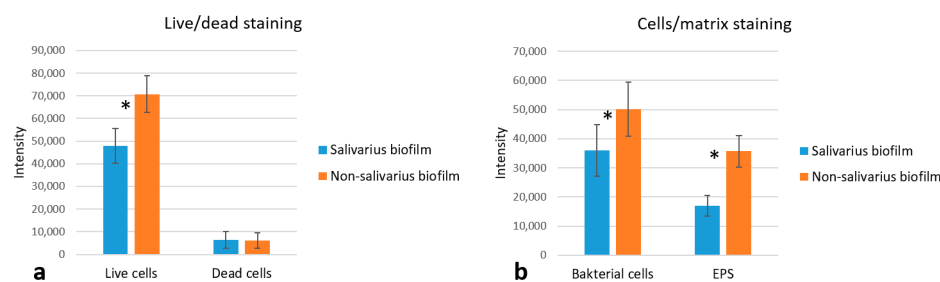 Live/dead staining
90,000
80,000
70,000
60,000
50,000
40,000
30,000
20,000
10,000
0
Intensity
*
Live cells
Dead cells
Salivarius biofilm
Non-salivarius biofilm
a
Cells/matrix staining
70,000
60,000
50,000
40,000
30,000
20,000
10,000
0
Intensity
*
*
Bakterial cells
EPS
Salivarius biofilm
Non-salivarius biofilm
b